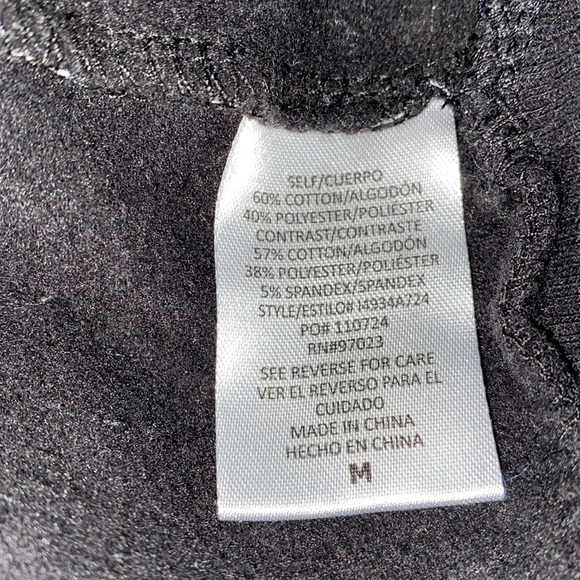 SELF/CUERPO
60% COTTON/ALGODÓN
40% POLYESTER/POLIÉSTER
CONTRAST/CONTRASTE
57% COTTON/ALGODÓN
38% POLYESTER/POLIÉSTER
5% SPANDEX/SPANDEX
STYLE/ESTILO# I4934A724
PO# 110724
RN#97023
SEE REVERSE FOR CARE
VER EL REVERSO PARA EL
CUIDADO
MADE IN CHINA
HECHO EN CHINA
M